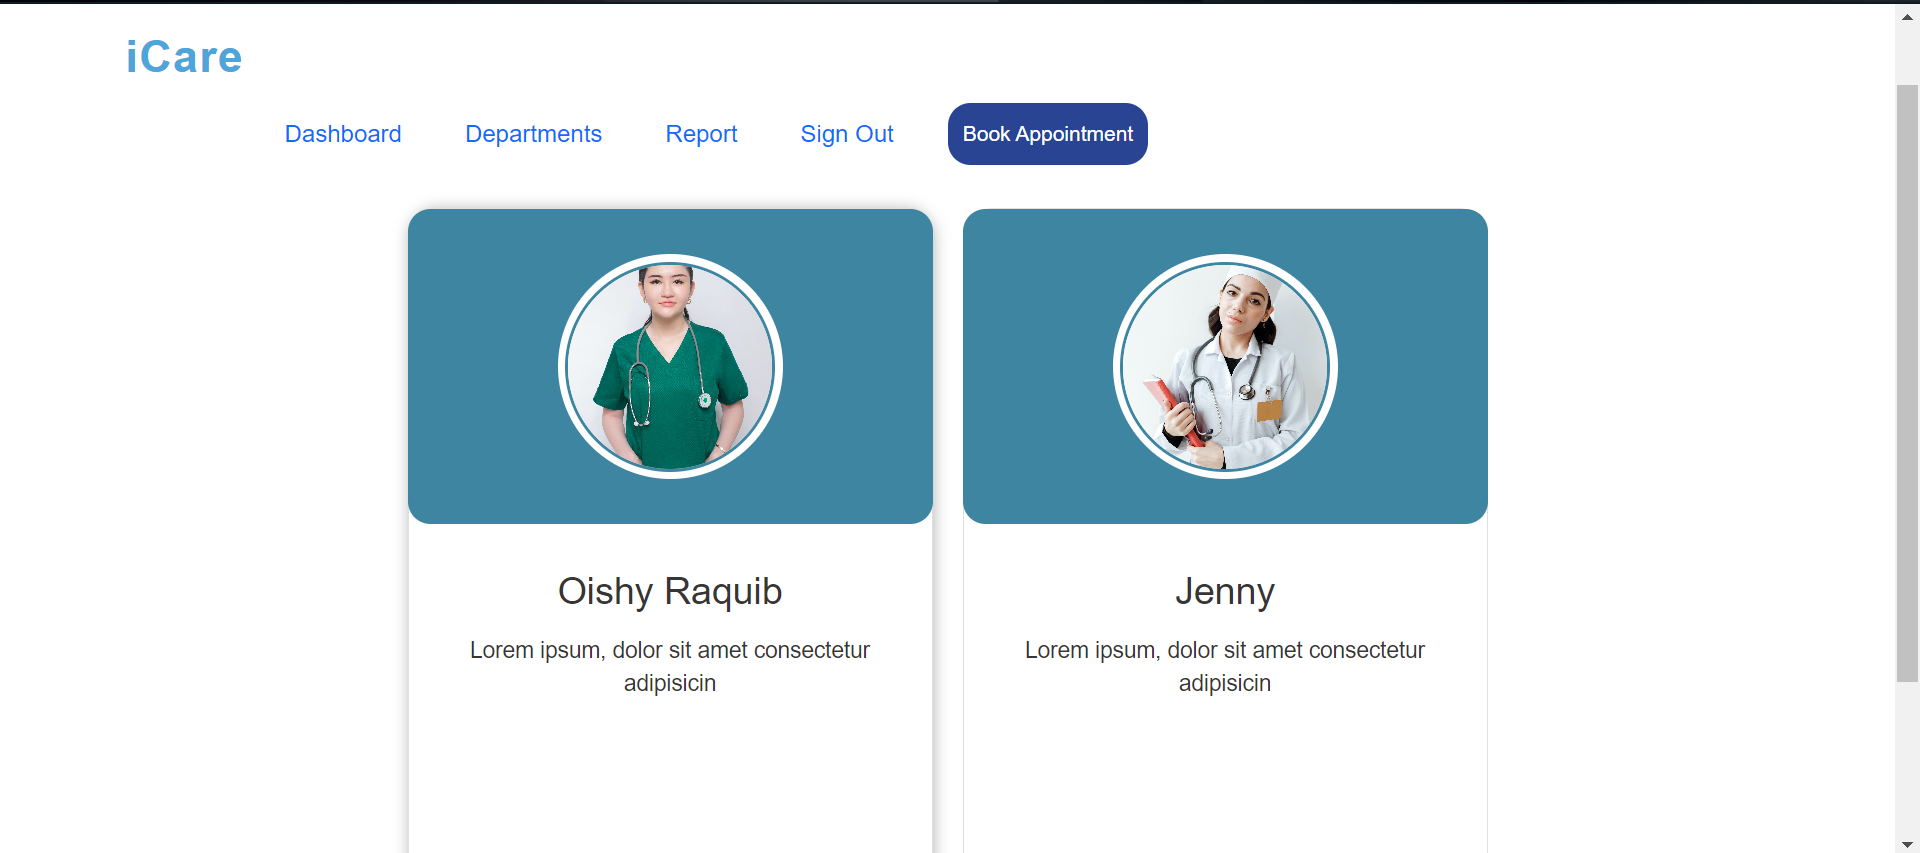 iCare
Dashboard Departments Report Sign Out Book Appointment
Oishy Raquib
Lorem ipsum, dolor sit amet consectetur
adipisicin
Jenny
Lorem ipsum, dolor sit amet consectetur
adipisicin